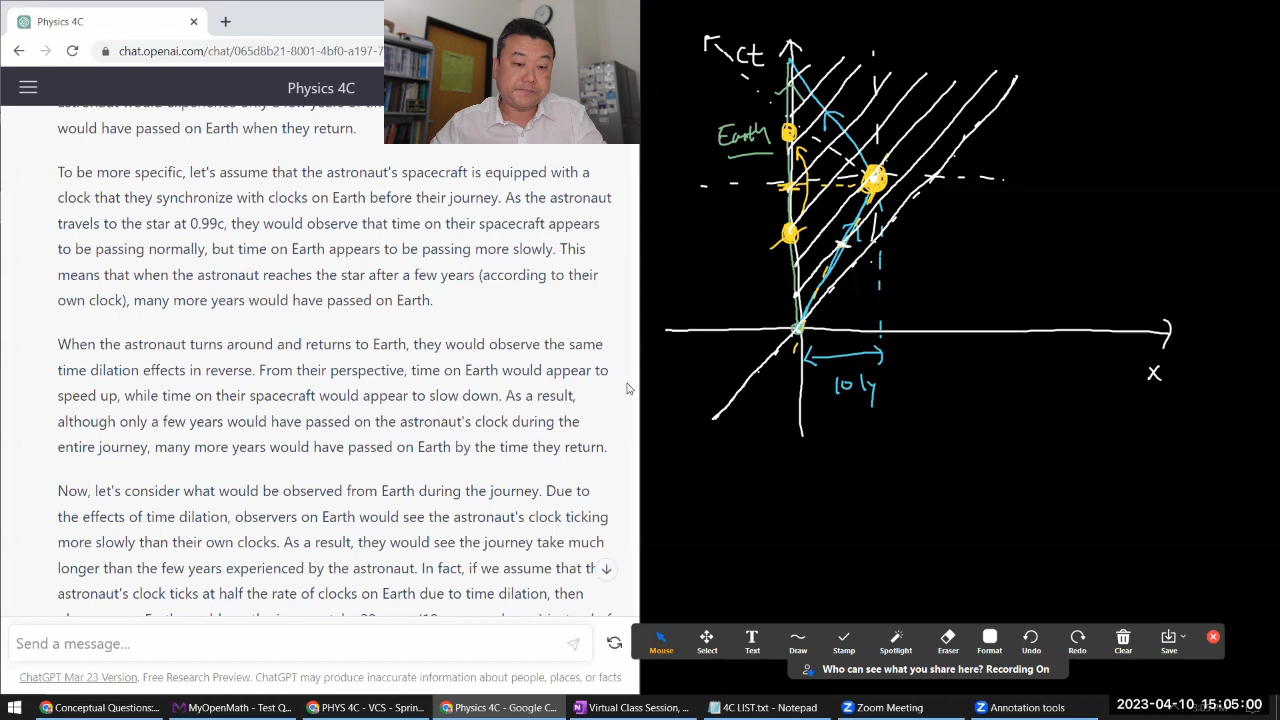 Physics 4C
chat.openai.com/chat/065d8b21-8001-4bf0-a197-7
Physics 4C
would have passed on Earth when they return.
To be more specific, let's assume that the astronaut's spacecraft is equipped with a
clock that they synchronize with clocks on Earth before their journey. As the astronaut
travels to the star at 0.99c, they would observe that time on their spacecraft appears
to be passing normally, but time on Earth appears to be passing more slowly. This
means that when the astronaut reaches the star after a few years (according to their
own clock), many more years would have passed on Earth.
When the astronaut turns around and returns to Earth, they would observe the same
time dilation effects in reverse. From their perspective, time on Earth would appear to
speed up, while time on their spacecraft would appear to slow down. As a result,
although only a few years would have passed on the astronaut's clock during the
entire journey, many more years would have passed on Earth by the time they return.
Now, let's consider what would be observed from Earth during the journey. Due to
the effects of time dilation, observers on Earth would see the astronaut's clock ticking
more slowly than their own clocks. As a result, they would see the journey take much
longer than the few years experienced by the astronaut. In fact, if we assume that th
astronaut's clock ticks at half the rate of clocks on Earth due to time dilation, then
Send a message...
ChatGPT Mar 23 Version. Free Research Preview. ChatGPT may produce inaccurate information about people, places, or facts
ct
Earth
10 ly
x
Mouse Select Text Draw Stamp Spotlight Eraser Format Undo Redo Clear Save
Who can see what you share here? Recording On
Conceptual Questions:... MyOpenMath - Test Q... PHYS 4C - VCS - Sprin... Physics 4C - Google C... Virtual Class Session, ... 4C LIST.txt - Notepad Zoom Meeting Annotation tools
2023-04-10 15:05:00